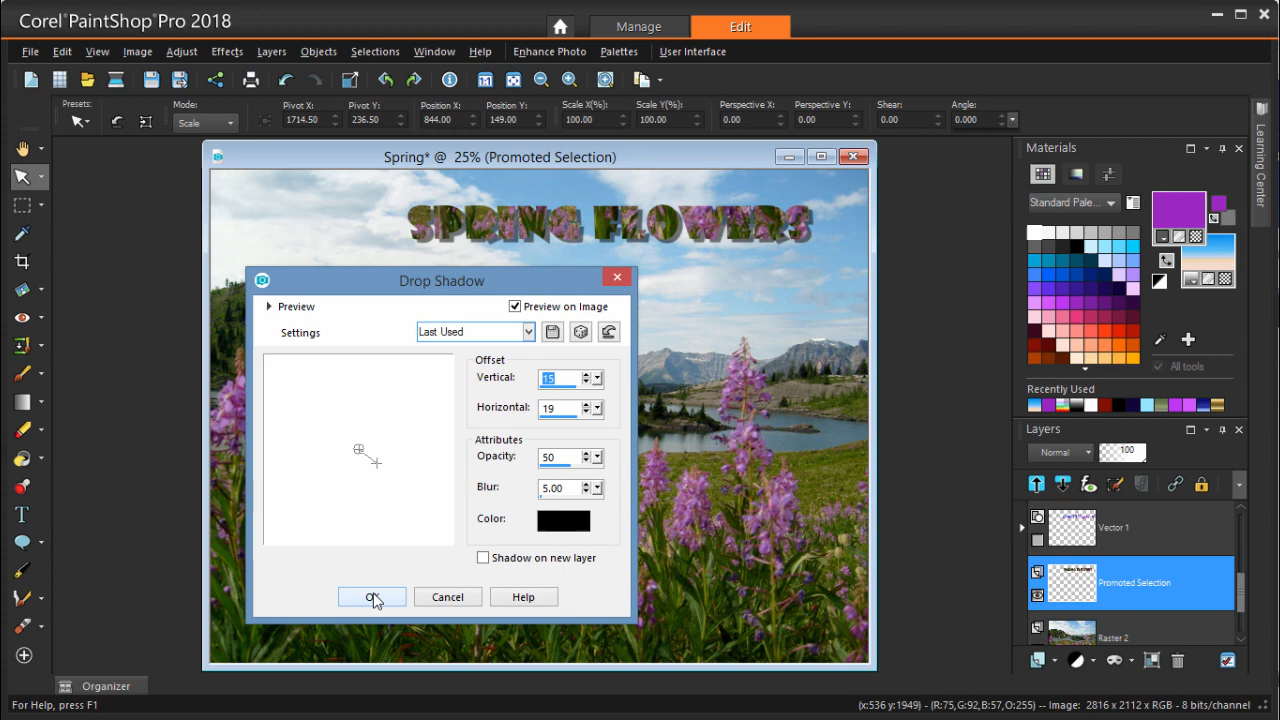 Corel PaintShop Pro 2018
Manage
Edit
File Edit View Image Adjust Effects Layers Objects Selections Window Help Enhance Photo Palettes User Interface
Presets: Mode: Pivot X: Pivot Y: Position X: Position Y: Scale X(%): Scale Y(%): Perspective X: Perspective Y: Shear: Angle:
Scale 1714.50 236.50 844.00 149.00 100.00 100.00 0.00 0.00 0.00 0.000
Spring* @ 25% (Promoted Selection)
SPRING FLOWERS
Drop Shadow
Preview
Preview on Image
Settings
Last Used
Offset
Vertical: 15
Horizontal: 19
Attributes
Opacity: 50
Blur: 5.00
Color:
Shadow on new layer
OK Cancel Help
Materials
Standard Pale...
All tools
Recently Used
Layers
Normal 100
Vector 1
Promoted Selection
Raster 2
Learning Center
Organizer
For Help, press F1
(x:536 y:1949) - (R:75,G:92,B:57,O:255) -- Image: 2816 x 2112 x RGB - 8 bits/channel